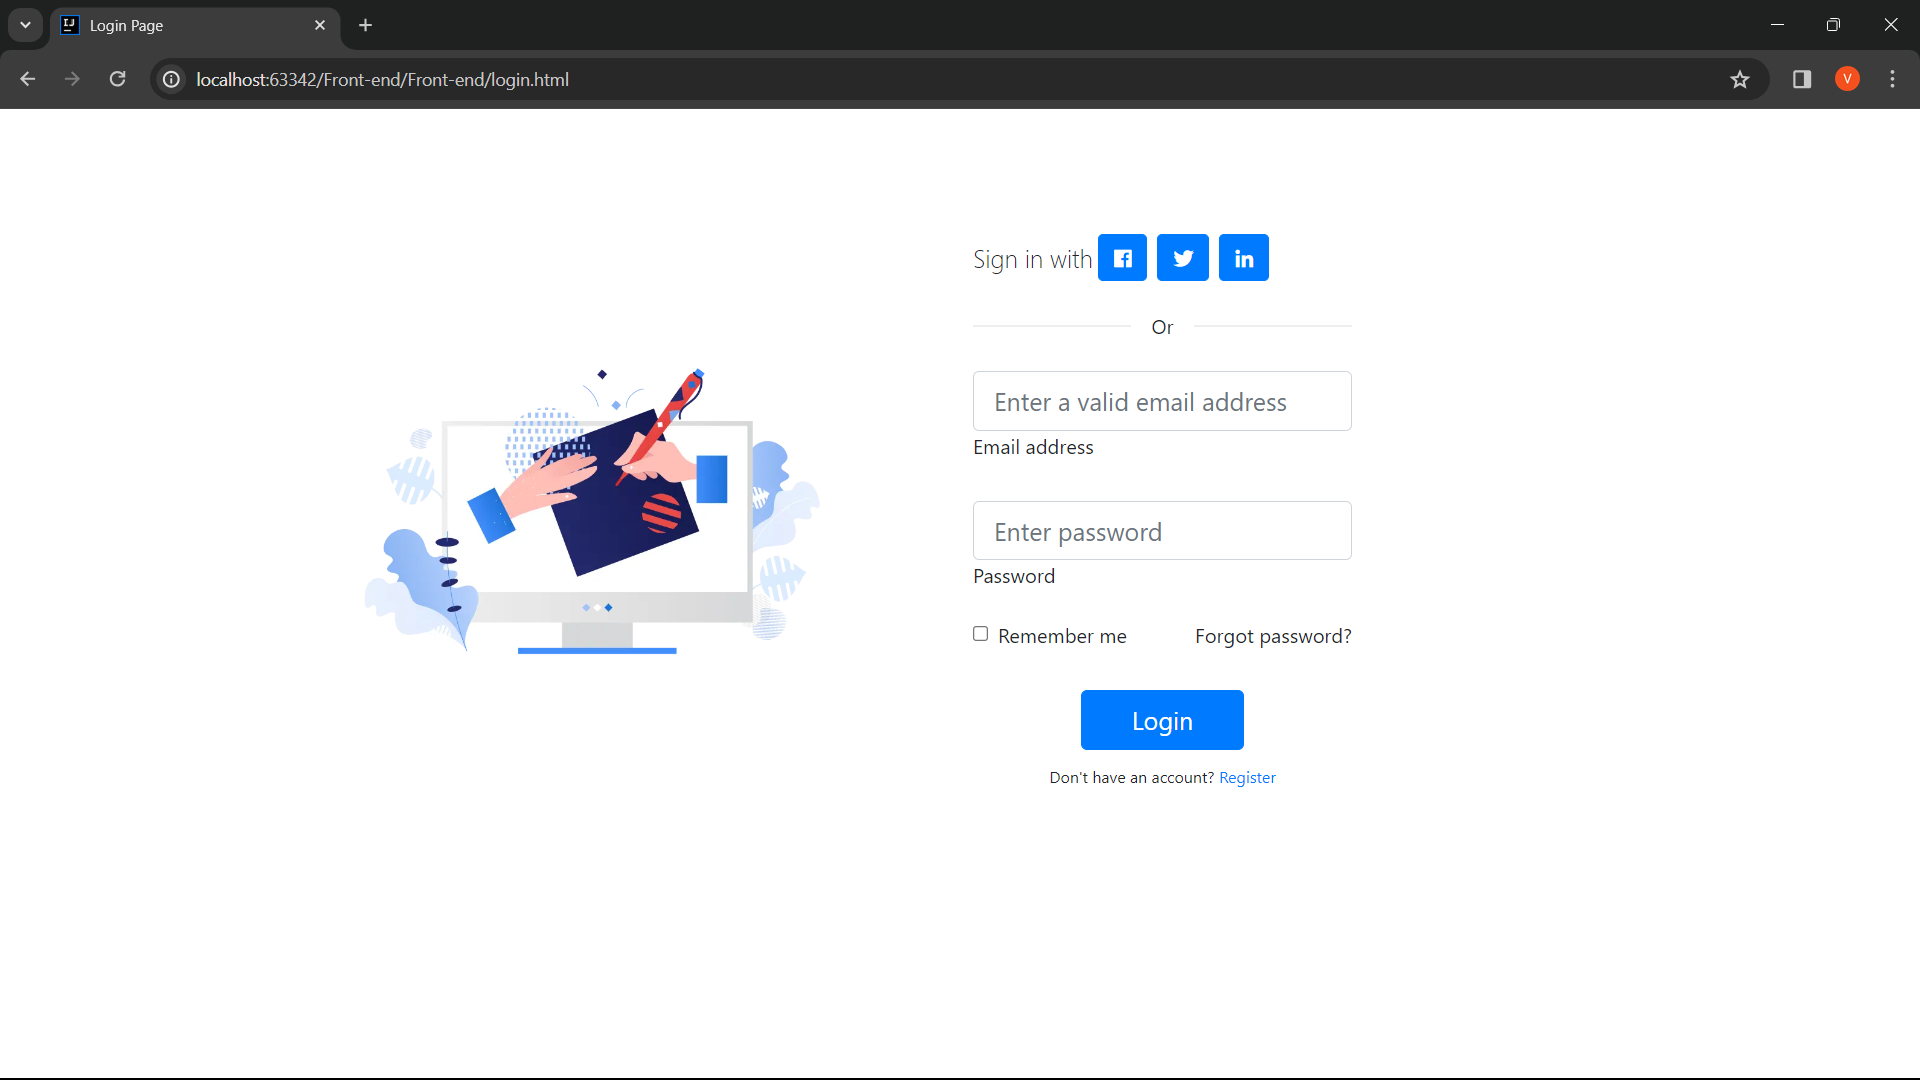 Login Page
localhost:63342/Front-end/Front-end/login.html
V
Sign in with
Or
Enter a valid email address
Email address
Enter password
Password
Remember me Forgot password?
Login
Don't have an account? Register